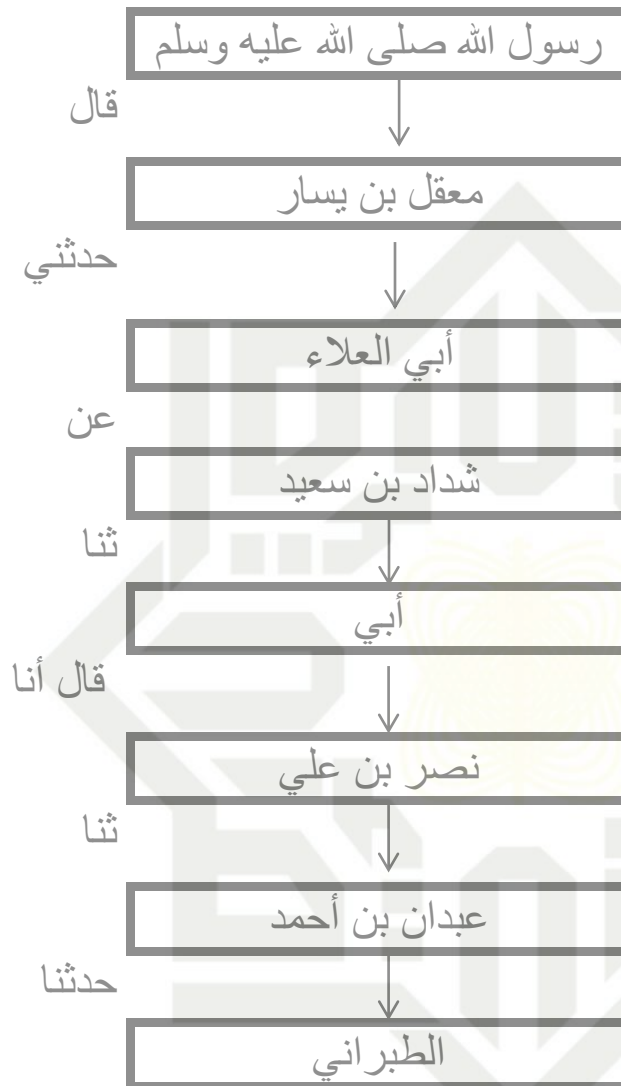 رسول الله صلى الله عليه وسلم
قال
معقل بن يسار
حدثني
أبي العلاء
عن
شداد بن سعيد
ثنا
أبي
قال أنا
نصر بن علي
ثنا
عبدان بن أحمد
حدثنا
الطبراني